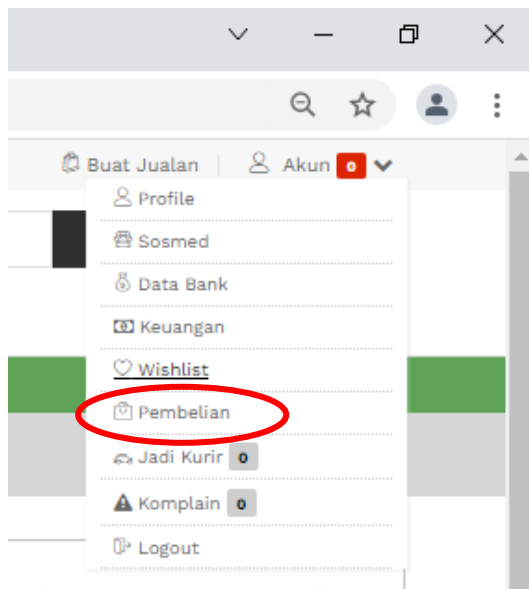 Buat Jualan Akun 0
Profile
Sosmed
Data Bank
Keuangan
Wishlist
Pembelian
Jadi Kurir 0
Komplain 0
Logout